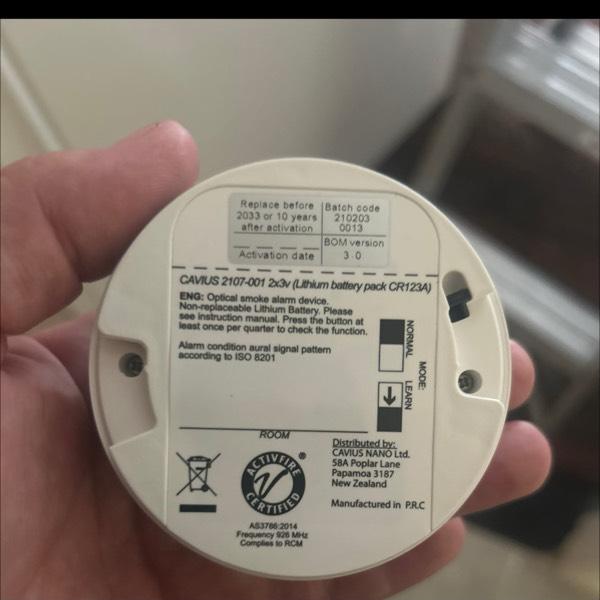 Replace before
2033 or 10 years
after activation
Activation date
Batch code
210203
0013
BOM version
3.0
CAVIUS 2107-001 2x3v (Lithium battery pack CR123A)
ENG: Optical smoke alarm device.
Non-replaceable Lithium Battery. Please
see instruction manual. Press the button at
least once per quarter to check the function.
Alarm condition aural signal pattern
according to ISO 8201
NORMAL
MODE:
LEARN
ROOM
ACTIVFIRE
CERTIFIED
®
AS3786:2014
Frequency 926 MHz
Complies to RCM
Distributed by:
CAVIUS NANO Ltd.
58A Poplar Lane
Papamoa 3187
New Zealand
Manufactured in P.R.C